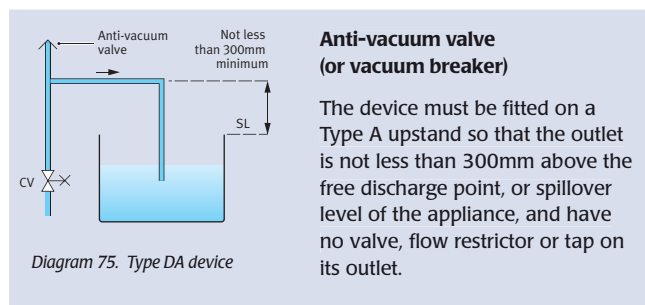 Anti-vacuum
valve
Not less
than 300mm
minimum
SL
CV
Diagram 75. Type DA device
Anti-vacuum valve
(or vacuum breaker)
The device must be fitted on a
Type A upstand so that the outlet
is not less than 300mm above the
free discharge point, or spillover
level of the appliance, and have
no valve, flow restrictor or tap on
its outlet.